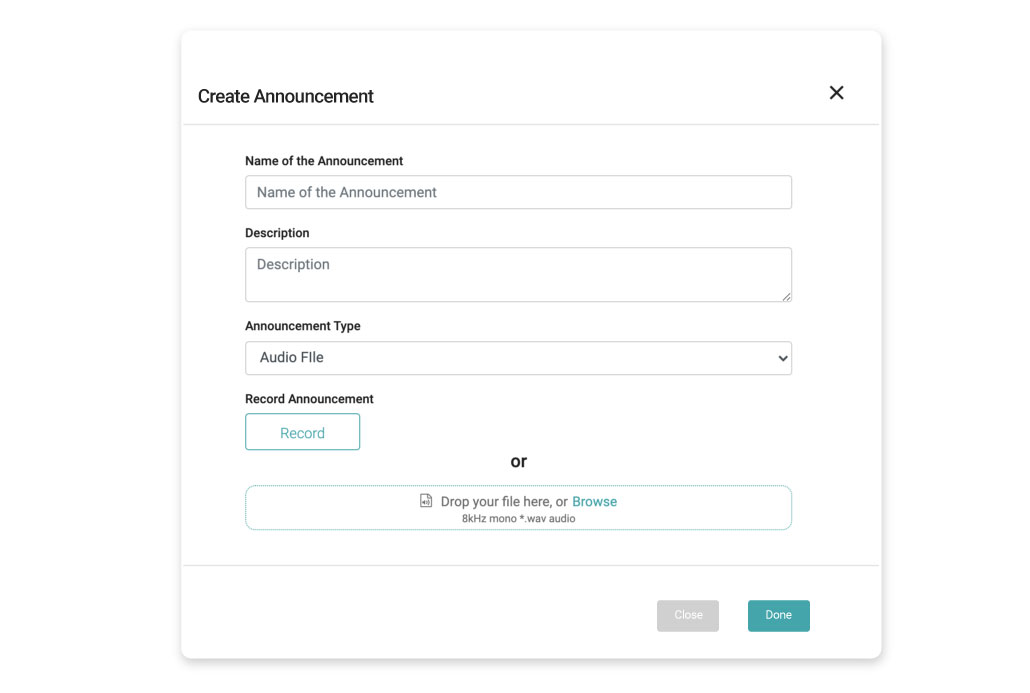 Create Announcement
Name of the Announcement
Name of the Announcement
Description
Description
Announcement Type
Audio FIle
Record Announcement
Record
or
Drop your file here, or Browse
8kHz mono *.wav audio
Close Done